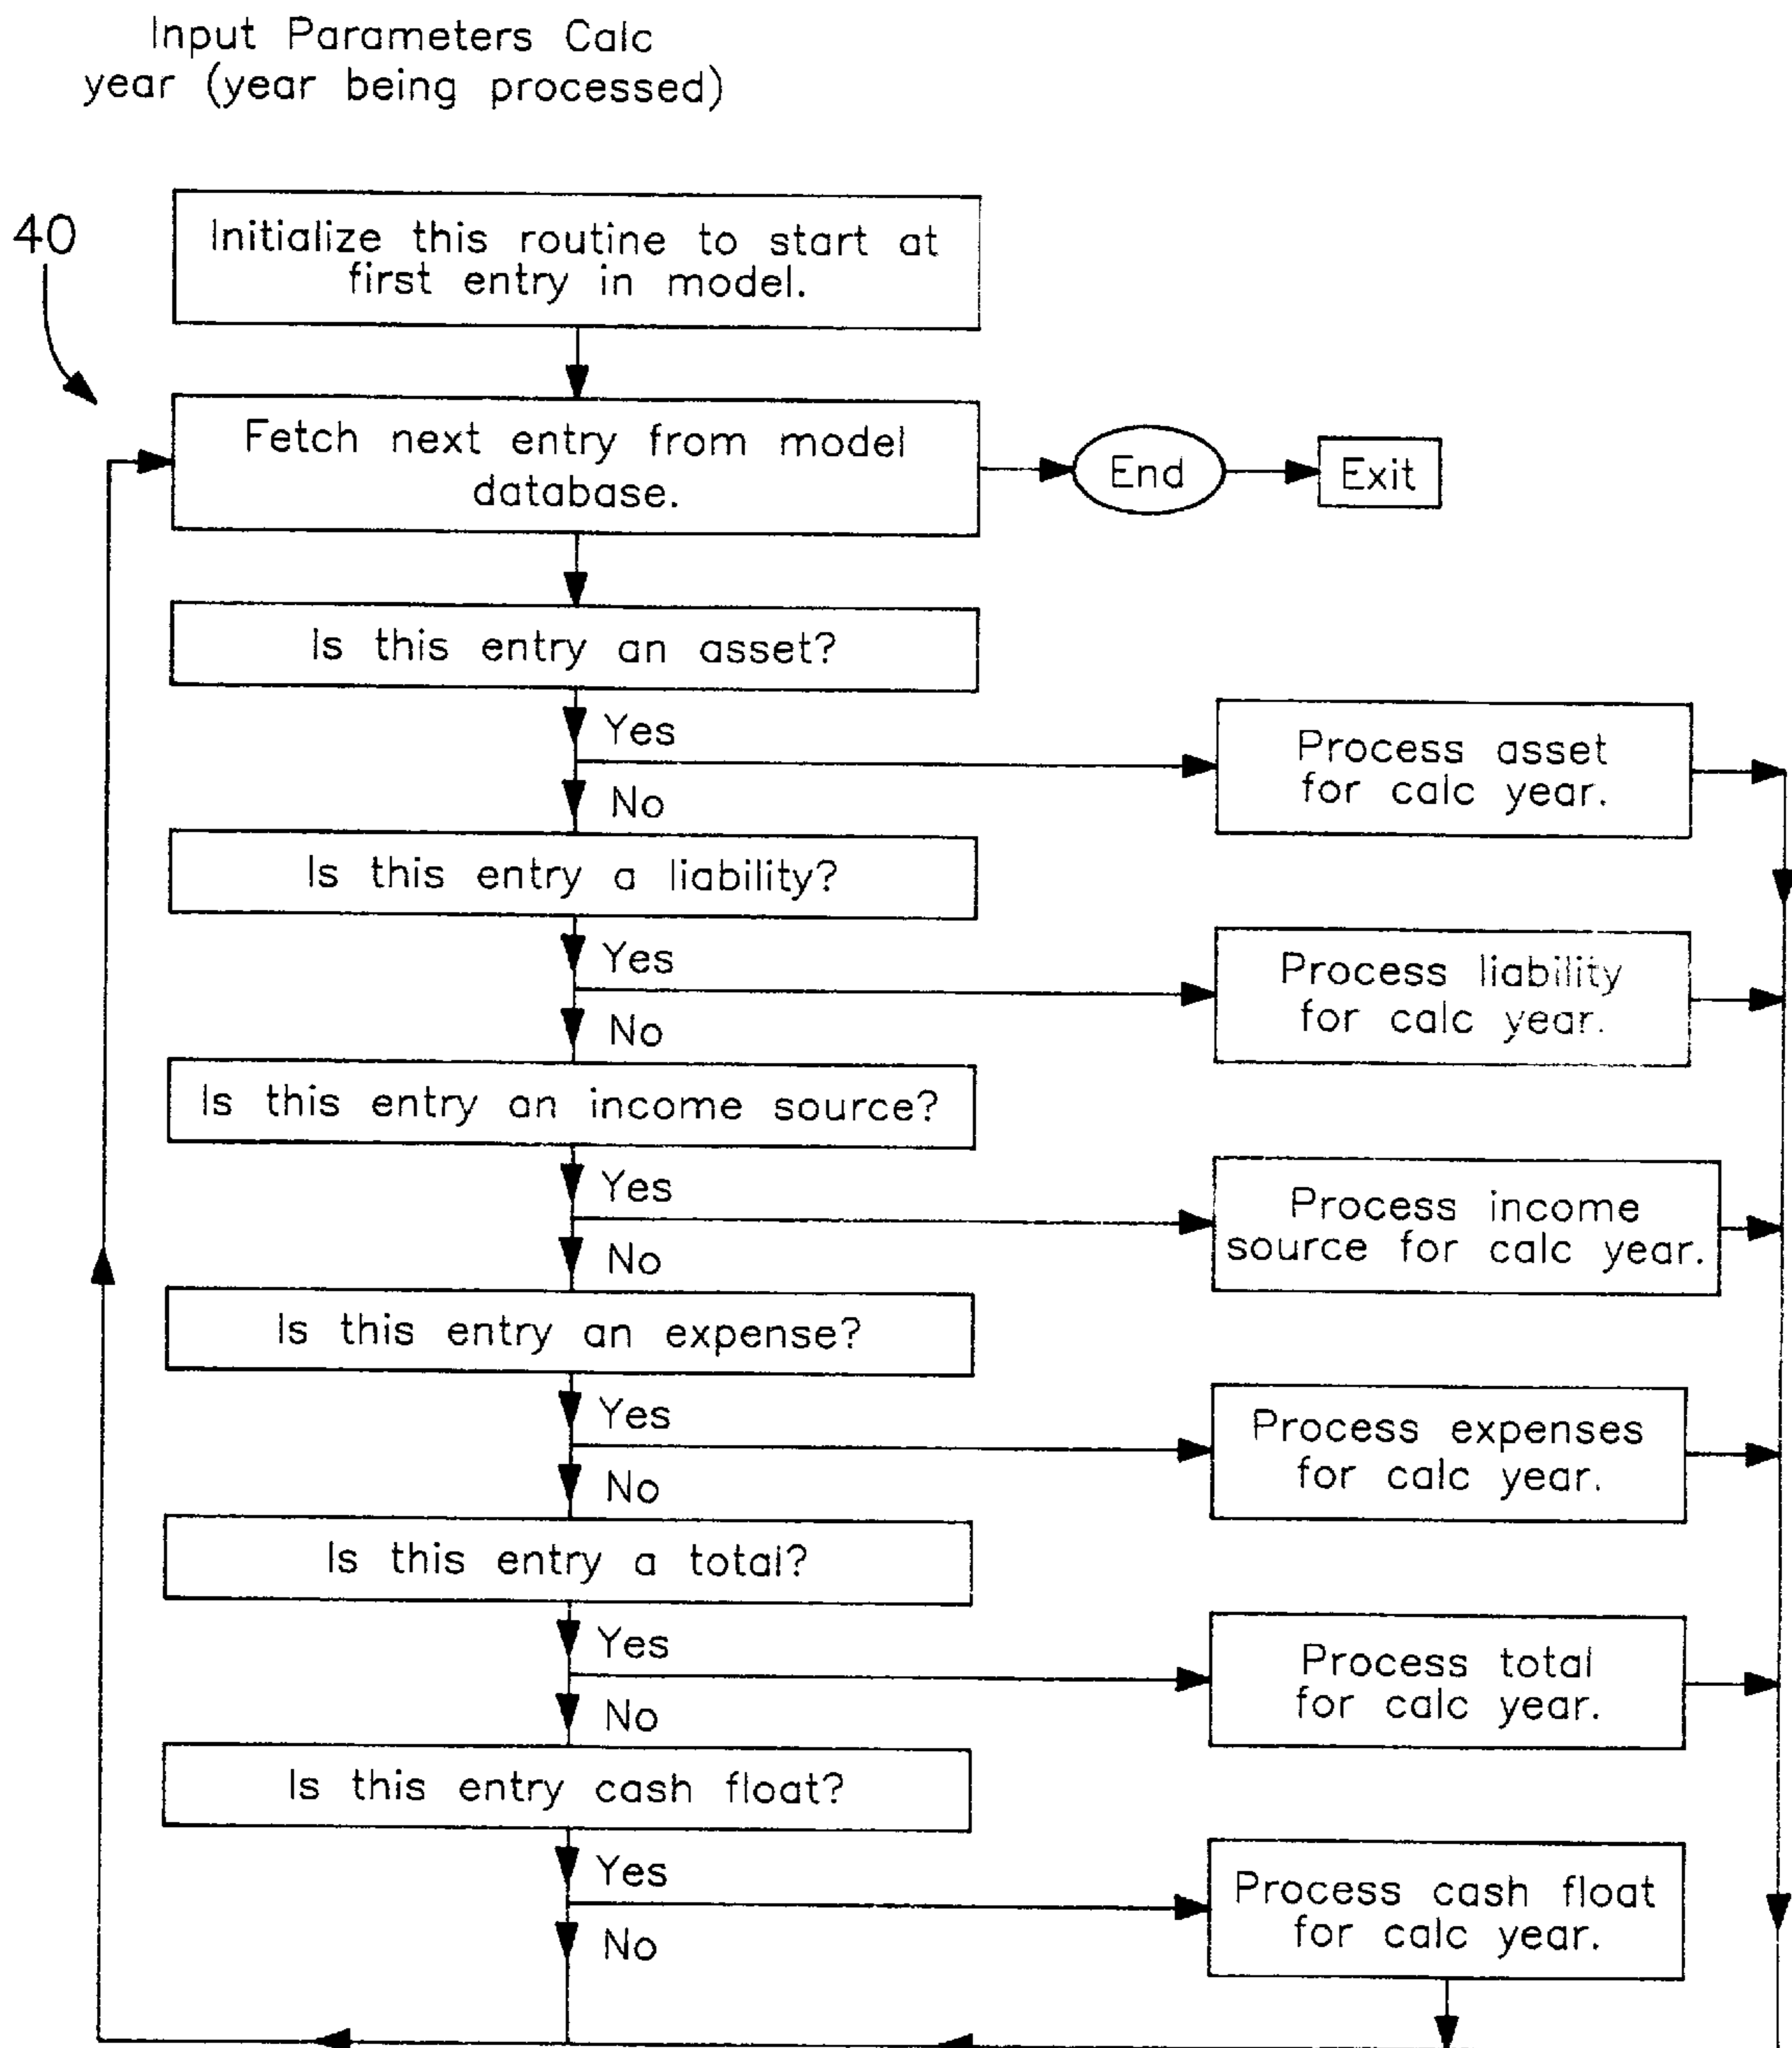 Input Parameters Calc
year (year being processed)
40
Initialize this routine to start at
first entry in model.
Fetch next entry from model
database.
End
Exit
Is this entry an asset?
Yes
Process asset
for calc year.
No
Is this entry a liability?
Yes
Process liability
for calc year.
No
Is this entry an income source?
Yes
Process income
source for calc year.
No
Is this entry an expense?
Yes
Process expenses
for calc year.
No
Is this entry a total?
Yes
Process total
for calc year.
No
Is this entry cash float?
Yes
Process cash float
for calc year.
No